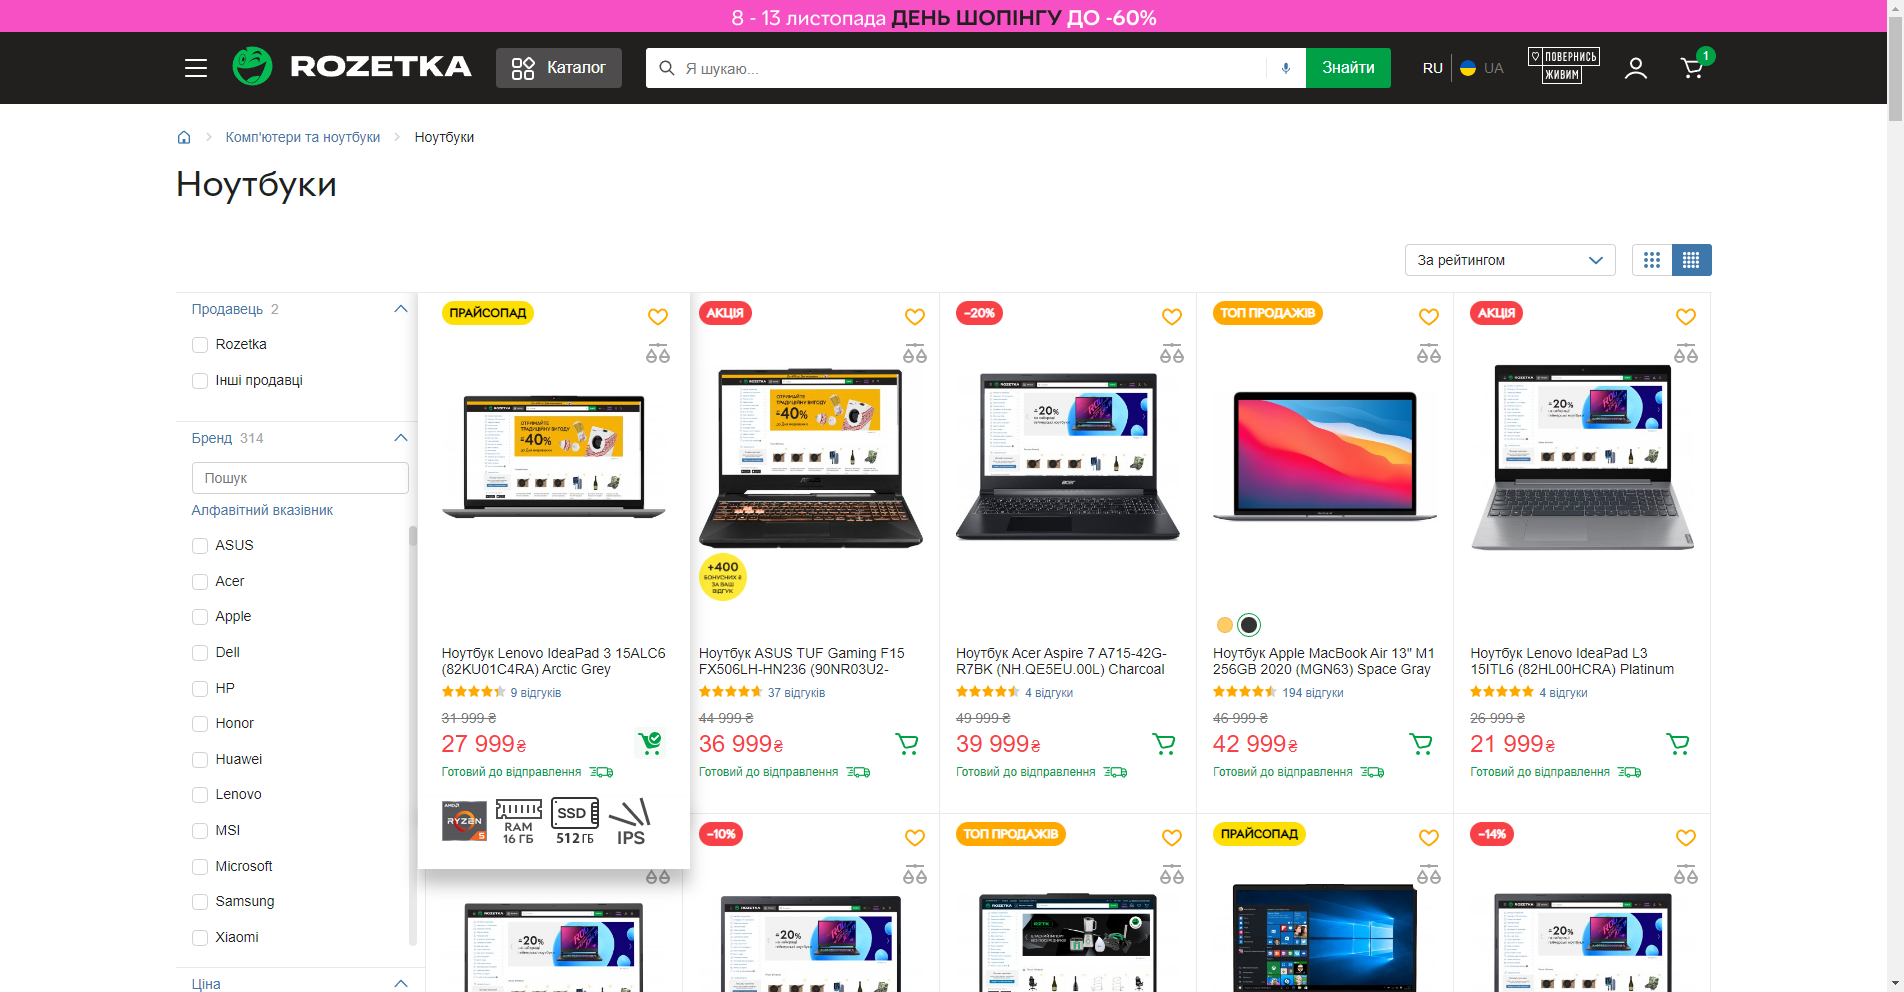 8 - 13 листопада ДЕНЬ ШОПІНГУ ДО -60%
ROZETKA
Каталог
Я шукаю...
Знайти
RU
UA
ПОВЕРНИСЬ
ЖИВИМ
1
Комп'ютери та ноутбуки
Ноутбуки
Ноутбуки
За рейтингом
Продавець 2
Rozetka
Інші продавці
Бренд 314
Пошук
Алфавітний вказівник
ASUS
Acer
Apple
Dell
HP
Honor
Huawei
Lenovo
MSI
Microsoft
Samsung
Xiaomi
Ціна
ПРАЙСОПАД
Ноутбук Lenovo IdeaPad 3 15ALC6
(82KU01C4RA) Arctic Grey
9 відгуків
31 999 ₴
27 999 ₴
Готовий до відправлення
AMD
RYZEN
5
RAM
16 ГБ
SSD
512 ГБ
IPS
АКЦІЯ
+400
БОНУСНИХ ₴
ЗА ВАШ
ВІДГУК
Ноутбук ASUS TUF Gaming F15
FX506LH-HN236 (90NR03U2-
37 відгуків
44 999 ₴
36 999 ₴
Готовий до відправлення
-20%
Ноутбук Acer Aspire 7 A715-42G-
R7BK (NH.QE5EU.00L) Charcoal
4 відгуки
49 999 ₴
39 999 ₴
Готовий до відправлення
ТОП ПРОДАЖІВ
Ноутбук Apple MacBook Air 13" M1
256GB 2020 (MGN63) Space Gray
194 відгуки
46 999 ₴
42 999 ₴
Готовий до відправлення
АКЦІЯ
Ноутбук Lenovo IdeaPad L3
15ITL6 (82HL00HCRA) Platinum
4 відгуки
26 999 ₴
21 999 ₴
Готовий до відправлення
-10%
ТОП ПРОДАЖІВ
ПРАЙСОПАД
-14%